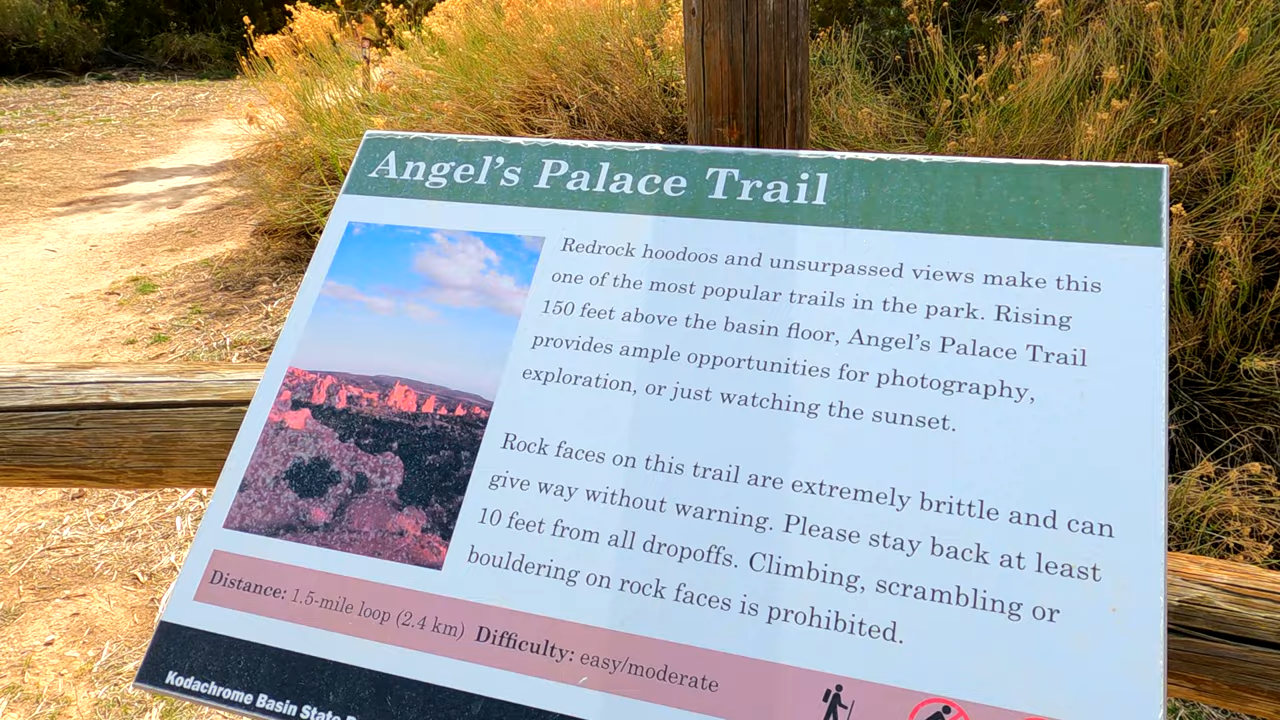 Angel's Palace Trail
Redrock hoodoos and unsurpassed views make this
one of the most popular trails in the park. Rising
150 feet above the basin floor, Angel's Palace Trail
provides ample opportunities for photography,
exploration, or just watching the sunset.
Rock faces on this trail are extremely brittle and can
give way without warning. Please stay back at least
10 feet from all dropoffs. Climbing, scrambling or
bouldering on rock faces is prohibited.
Distance: 1.5-mile loop (2.4 km) Difficulty: easy/moderate
Kodachrome Basin State